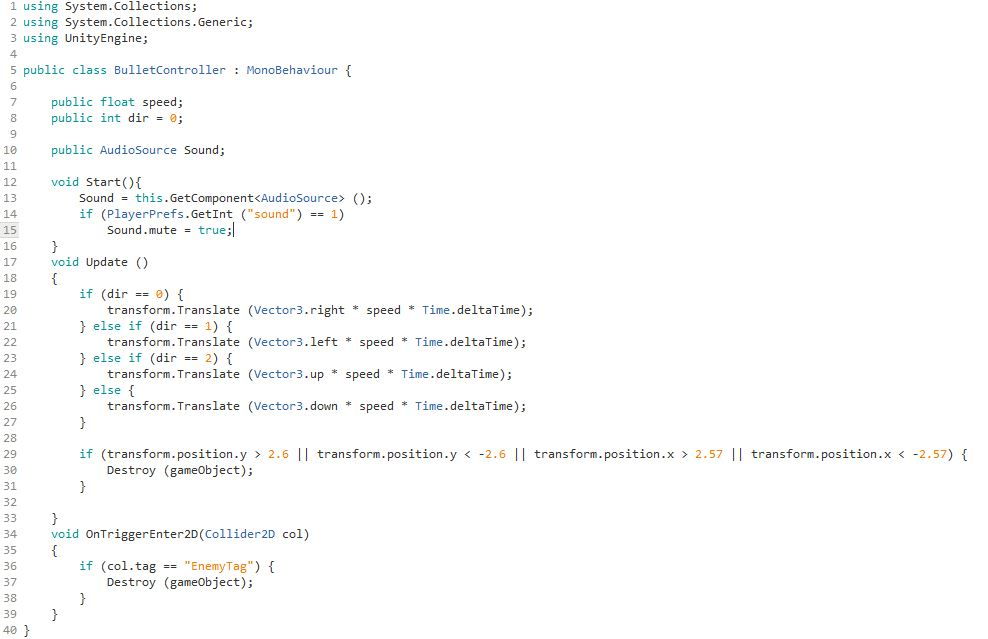 1 using System.Collections;
2 using System.Collections.Generic;
3 using UnityEngine;
4
5 public class BulletController : MonoBehaviour {
6
7     public float speed;
8     public int dir = 0;
9
10     public AudioSource Sound;
11
12     void Start(){
13         Sound = this.GetComponent<AudioSource> ();
14         if (PlayerPrefs.GetInt ("sound") == 1)
15             Sound.mute = true;
16     }
17     void Update ()
18     {
19         if (dir == 0) {
20             transform.Translate (Vector3.right * speed * Time.deltaTime);
21         } else if (dir == 1) {
22             transform.Translate (Vector3.left * speed * Time.deltaTime);
23         } else if (dir == 2) {
24             transform.Translate (Vector3.up * speed * Time.deltaTime);
25         } else {
26             transform.Translate (Vector3.down * speed * Time.deltaTime);
27         }
28
29         if (transform.position.y > 2.6 || transform.position.y < -2.6 || transform.position.x > 2.57 || transform.position.x < -2.57) {
30             Destroy (gameObject);
31         }
32
33     }
34     void OnTriggerEnter2D(Collider2D col)
35     {
36         if (col.tag == "EnemyTag") {
37             Destroy (gameObject);
38         }
39     }
40 }